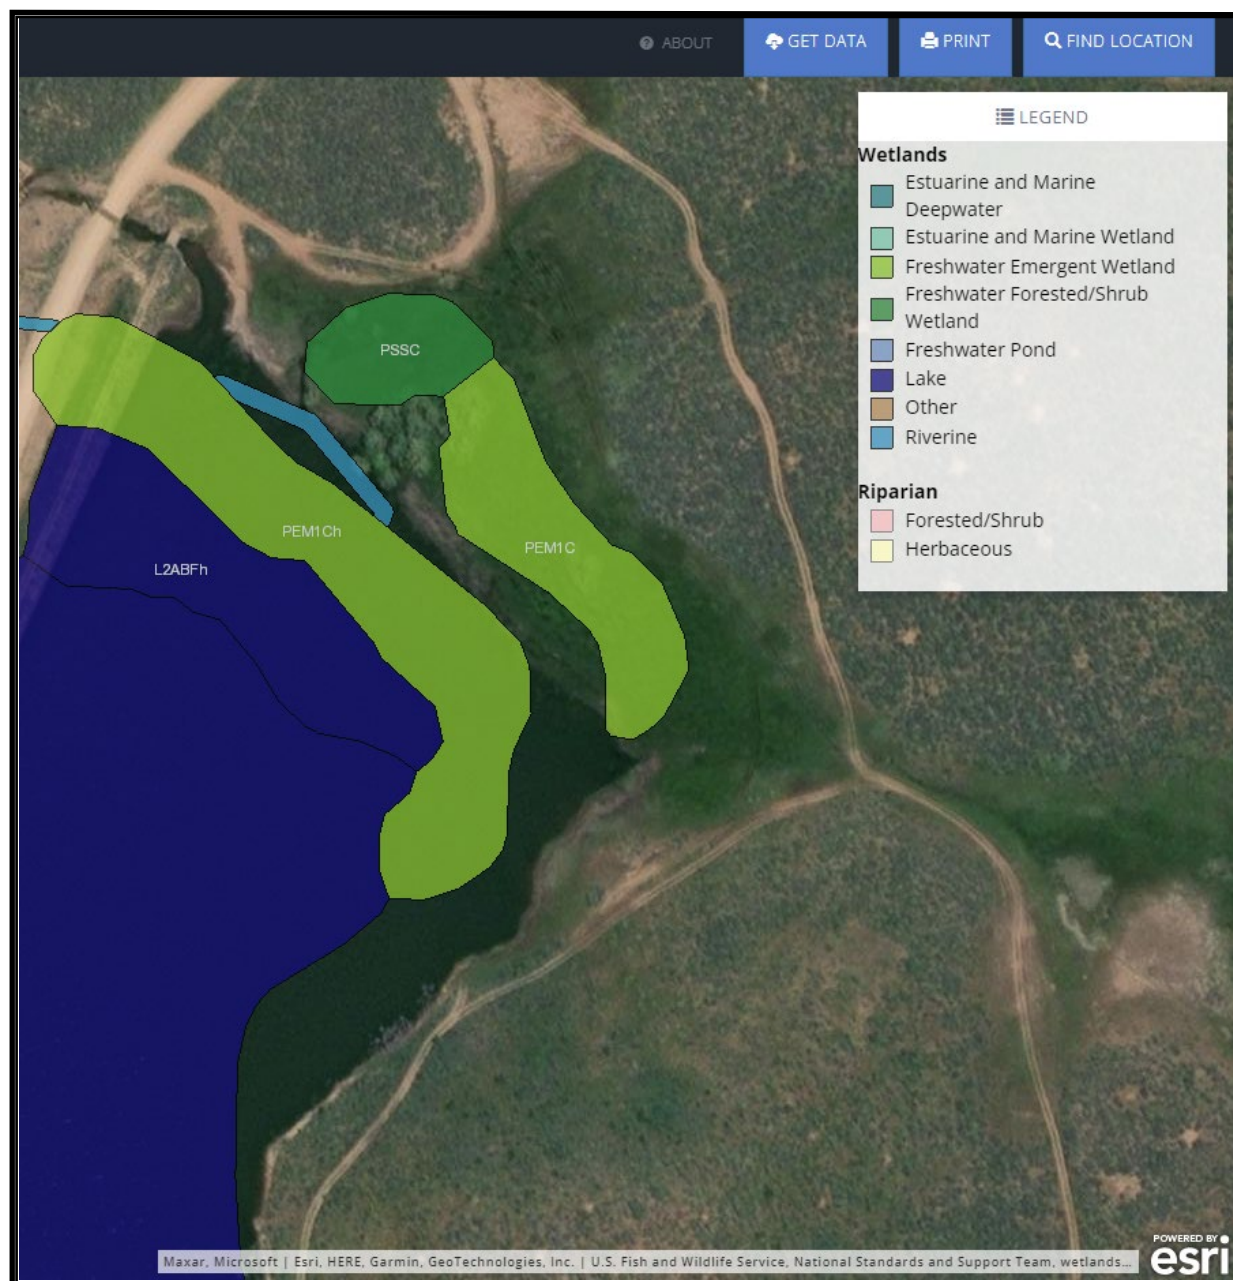 ABOUT
GET DATA
PRINT
FIND LOCATION
LEGEND
Wetlands
Estuarine and Marine
Deepwater
Estuarine and Marine Wetland
Freshwater Emergent Wetland
Freshwater Forested/Shrub
Wetland
Freshwater Pond
Lake
Other
Riverine
Riparian
Forested/Shrub
Herbaceous
PSSC
PEM1Ch
PEM1C
L2ABFh
Maxar, Microsoft | Esri, HERE, Garmin, GeoTechnologies, Inc. | U.S. Fish and Wildlife Service, National Standards and Support Team, wetlands...
POWERED BY
esri